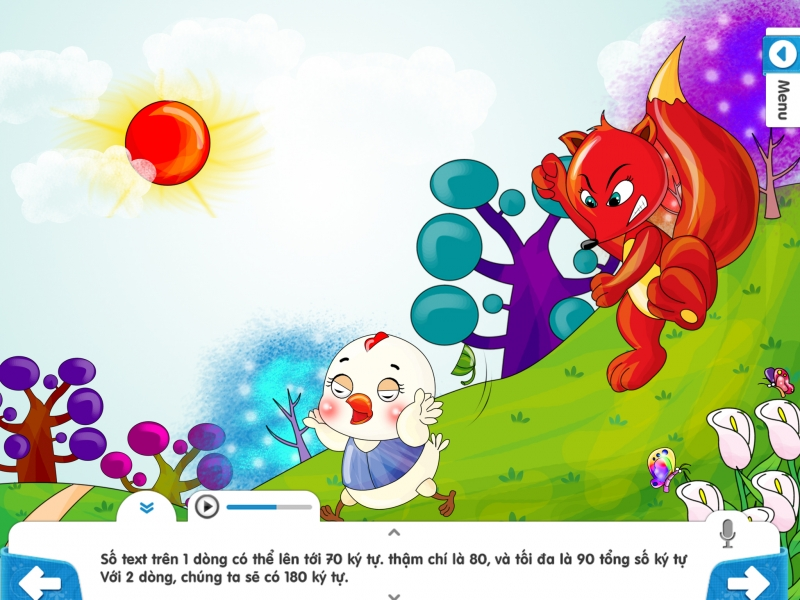 Menu
Số text trên 1 dòng có thể lên tới 70 ký tự. thậm chí là 80, và tối đa là 90 tổng số ký tự
Với 2 dòng, chúng ta sẽ có 180 ký tự.